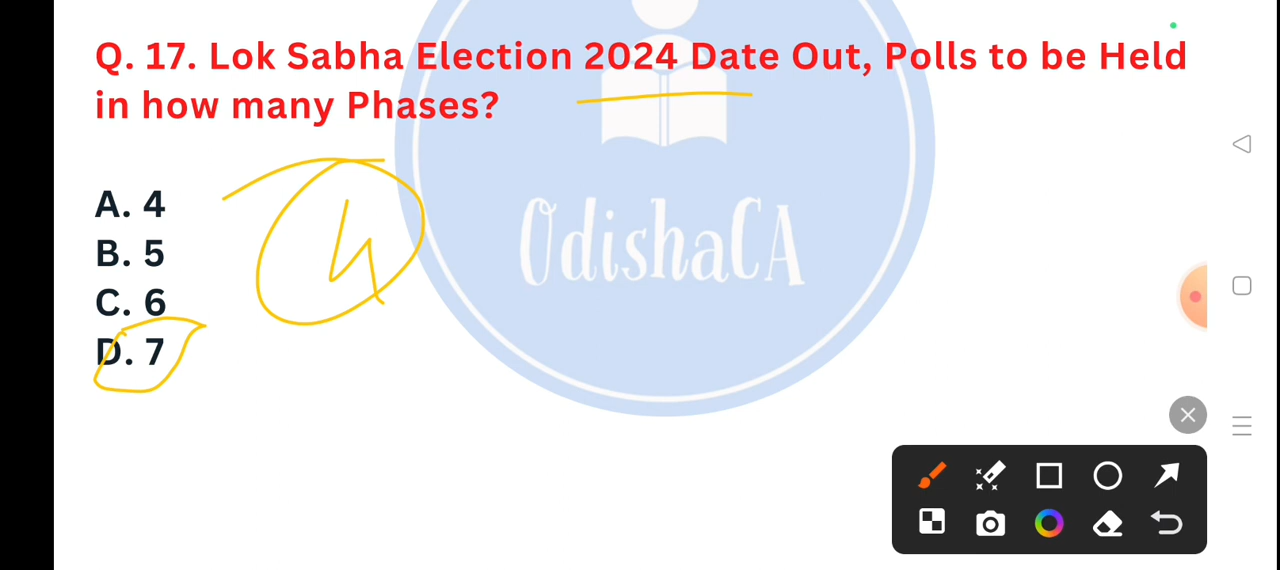 Q. 17. Lok Sabha Election 2024 Date Out, Polls to be Held
in how many Phases?
A. 4
B. 5
C. 6
D. 7
OdishaCA